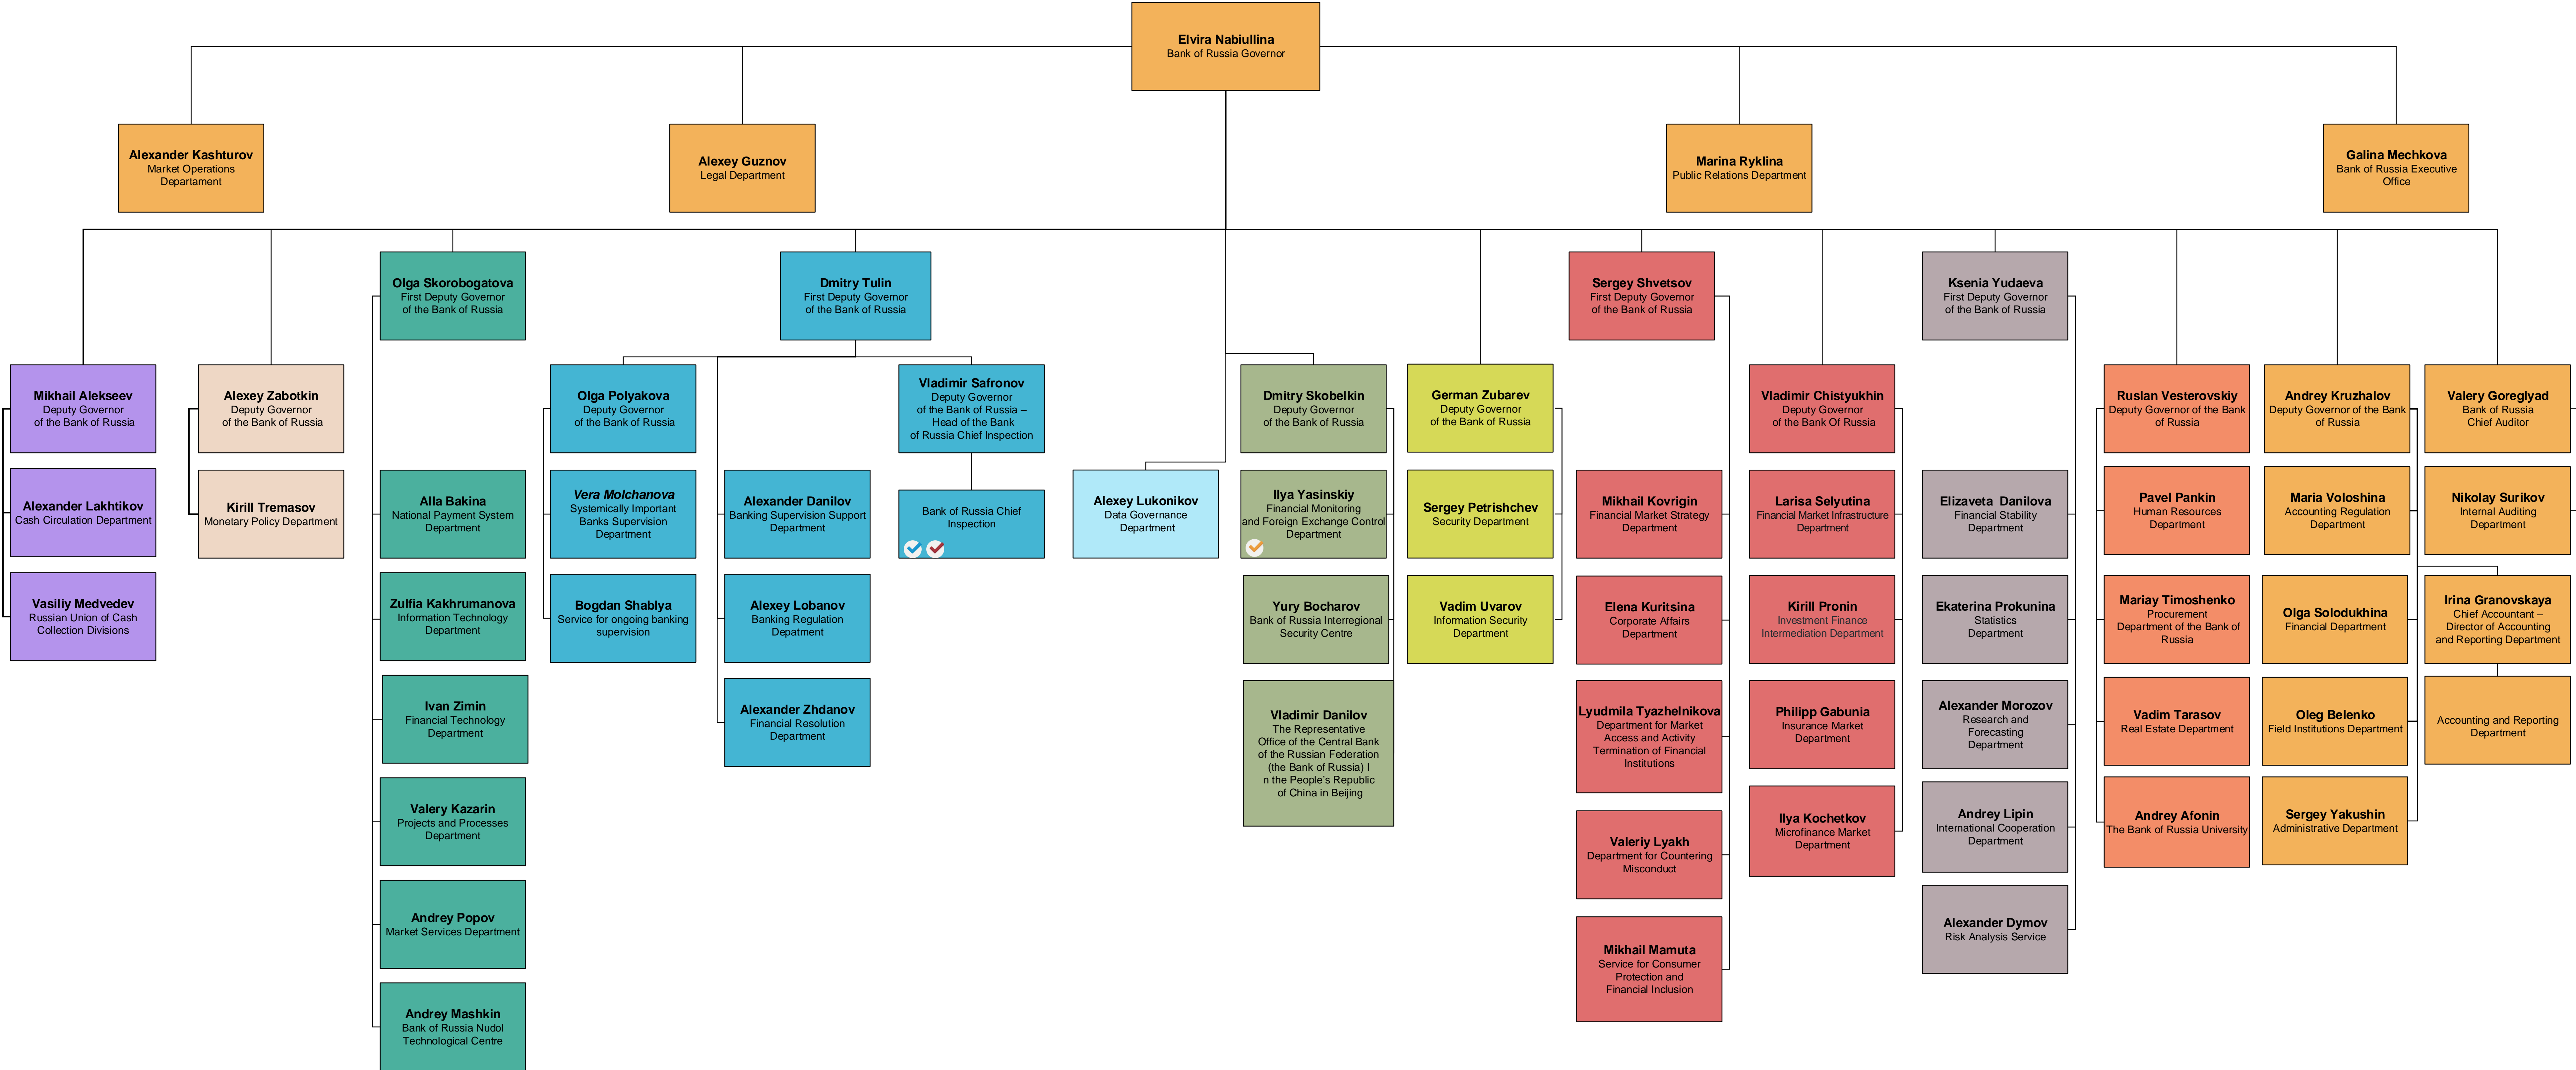 Elvira Nabiullina
Bank of Russia Governor
Alexander Kashturov
Market Operations
Departament
Alexey Guznov
Legal Department
Marina Ryklina
Public Relations Department
Galina Mechkova
Bank of Russia Executive
Office
Olga Skorobogatova
First Deputy Governor
of the Bank of Russia
Dmitry Tulin
First Deputy Governor
of the Bank of Russia
Sergey Shvetsov
First Deputy Governor
of the Bank of Russia
Ksenia Yudaeva
First Deputy Governor
of the Bank of Russia
Mikhail Alekseev
Deputy Governor
of the Bank of Russia
Alexey Zabotkin
Deputy Governor
of the Bank of Russia
Olga Polyakova
Deputy Governor
of the Bank of Russia
Vladimir Safronov
Deputy Governor
of the Bank of Russia –
Head of the Bank
of Russia Chief Inspection
Dmitry Skobelkin
Deputy Governor
of the Bank of Russia
German Zubarev
Deputy Governor
of the Bank of Russia
Vladimir Chistyukhin
Deputy Governor
of the Bank Of Russia
Ruslan Vesterovskiy
Deputy Governor of the Bank
of Russia
Andrey Kruzhalov
Deputy Governor of the Bank
of Russia
Valery Goreglyad
Bank of Russia
Chief Auditor
Alexander Lakhtikov
Cash Circulation Department
Kirill Tremasov
Monetary Policy Department
Alla Bakina
National Payment System
Department
Vera Molchanova
Systemically Important
Banks Supervision
Department
Alexander Danilov
Banking Supervision Support
Department
Bank of Russia Chief
Inspection
Alexey Lukonikov
Data Governance
Department
Ilya Yasinskiy
Financial Monitoring
and Foreign Exchange Control
Department
Sergey Petrishchev
Security Department
Mikhail Kovrigin
Financial Market Strategy
Department
Larisa Selyutina
Financial Market Infrastructure
Department
Elizaveta Danilova
Financial Stability
Department
Pavel Pankin
Human Resources
Department
Maria Voloshina
Accounting Regulation
Department
Nikolay Surikov
Internal Auditing
Department
Vasiliy Medvedev
Russian Union of Cash
Collection Divisions
Zulfia Kakhrumanova
Information Technology
Department
Bogdan Shablya
Service for ongoing banking
supervision
Alexey Lobanov
Banking Regulation
Depatment
Yury Bocharov
Bank of Russia Interregional
Security Centre
Vadim Uvarov
Information Security
Department
Elena Kuritsina
Corporate Affairs
Department
Kirill Pronin
Investment Finance
Intermediation Department
Ekaterina Prokunina
Statistics
Department
Mariay Timoshenko
Procurement
Department of the Bank of
Russia
Olga Solodukhina
Financial Department
Irina Granovskaya
Chief Accountant –
Director of Accounting
and Reporting Department
Ivan Zimin
Financial Technology
Department
Alexander Zhdanov
Financial Resolution
Department
Vladimir Danilov
The Representative
Office of the Central Bank
of the Russian Federation
(the Bank of Russia) I
n the People's Republic
of China in Beijing
Lyudmila Tyazhelnikova
Department for Market
Access and Activity
Termination of Financial
Institutions
Philipp Gabunia
Insurance Market
Department
Alexander Morozov
Research and
Forecasting
Department
Vadim Tarasov
Real Estate Department
Oleg Belenko
Field Institutions Department
Accounting and Reporting
Department
Valery Kazarin
Projects and Processes
Department
Valeriy Lyakh
Department for Countering
Misconduct
Ilya Kochetkov
Microfinance Market
Department
Andrey Lipin
International Cooperation
Department
Andrey Afonin
The Bank of Russia University
Sergey Yakushin
Administrative Department
Andrey Popov
Market Services Department
Mikhail Mamuta
Service for Consumer
Protection and
Financial Inclusion
Alexander Dymov
Risk Analysis Service
Andrey Mashkin
Bank of Russia Nudol
Technological Centre